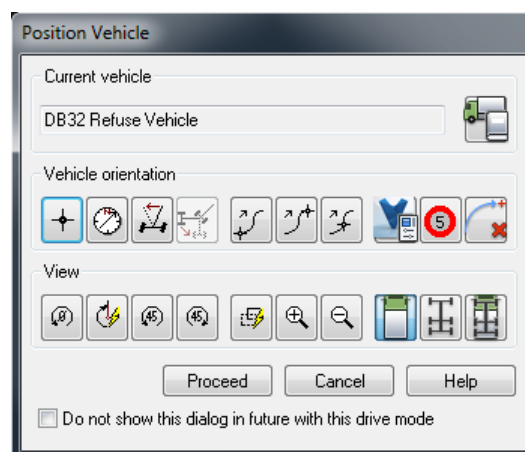 Position Vehicle
Current vehicle
DB32 Refuse Vehicle
Vehicle orientation
5
View
45 45
Proceed Cancel Help
Do not show this dialog in future with this drive mode